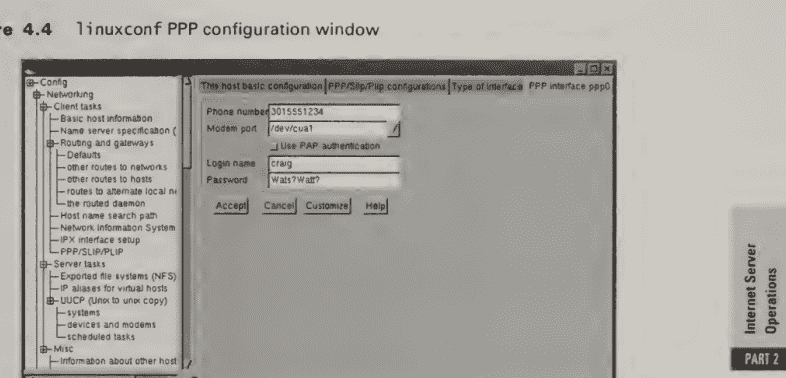 re 4.4 linuxconf PPP configuration window
Config
Networking
Client tasks
Basic host information
Name server specification (
Routing and gateways
Defaults
other routes to networks
other routes to hosts
routes to alternate local ne
the routed daemon
Host name search path
Network Information System
IPX interface setup
PPP/SLIP/PLIP
Server tasks
Exported file systems (NFS)
IP aliases for virtual hosts
UUCP (Unix to unix copy)
systems
devices and modems
scheduled tasks
Misc
Information about other host
This host basic configuration PPP/Slip/Plip configurations Type of interface PPP interface ppp0
Phone number 3015551234
Modem port /dev/cua1
Use PAP authentication
Login name craig
Password Wats?Watt?
Accept Cancel Customize Help
Internet Server
Operations
PART 2